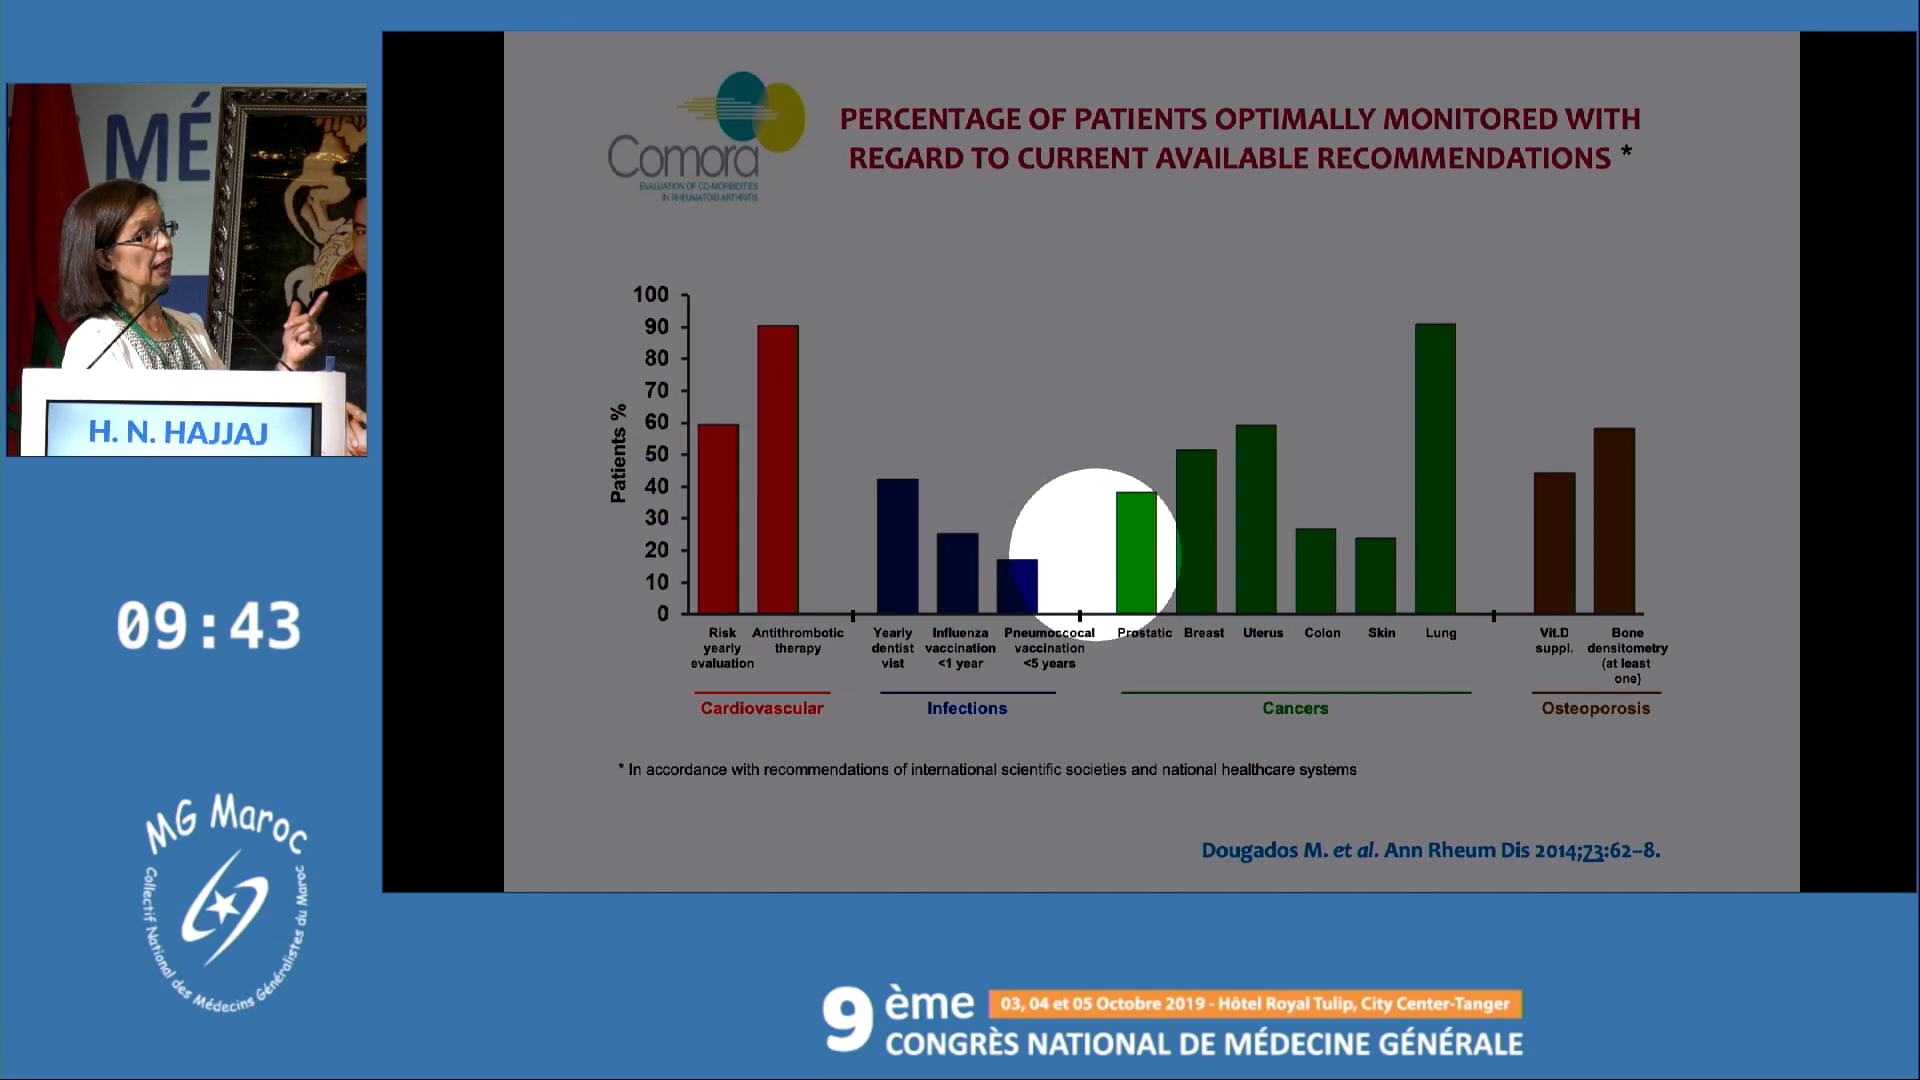 MÉ
H. N. HAJJAJ
09:43
MG Maroc
Collectif National des Médecins Généralistes du Maroc
Comora
EVALUATION OF CO-MORBIDITIES
IN RHEUMATOID ARTHRITIS
PERCENTAGE OF PATIENTS OPTIMALLY MONITORED WITH
REGARD TO CURRENT AVAILABLE RECOMMENDATIONS *
Patients %
100
90
80
70
60
50
40
30
20
10
0
Risk
yearly
evaluation
Antithrombotic
therapy
Yearly
dentist
vist
Influenza
vaccination
<1 year
Pneumoccocal
vaccination
<5 years
Prostatic
Breast
Uterus
Colon
Skin
Lung
Vit.D
suppl.
Bone
densitometry
(at least
one)
Cardiovascular
Infections
Cancers
Osteoporosis
* In accordance with recommendations of international scientific societies and national healthcare systems
Dougados M. et al. Ann Rheum Dis 2014;73:62–8.
9ème
03, 04 et 05 Octobre 2019 - Hôtel Royal Tulip, City Center-Tanger
CONGRÈS NATIONAL DE MÉDECINE GÉNÉRALE